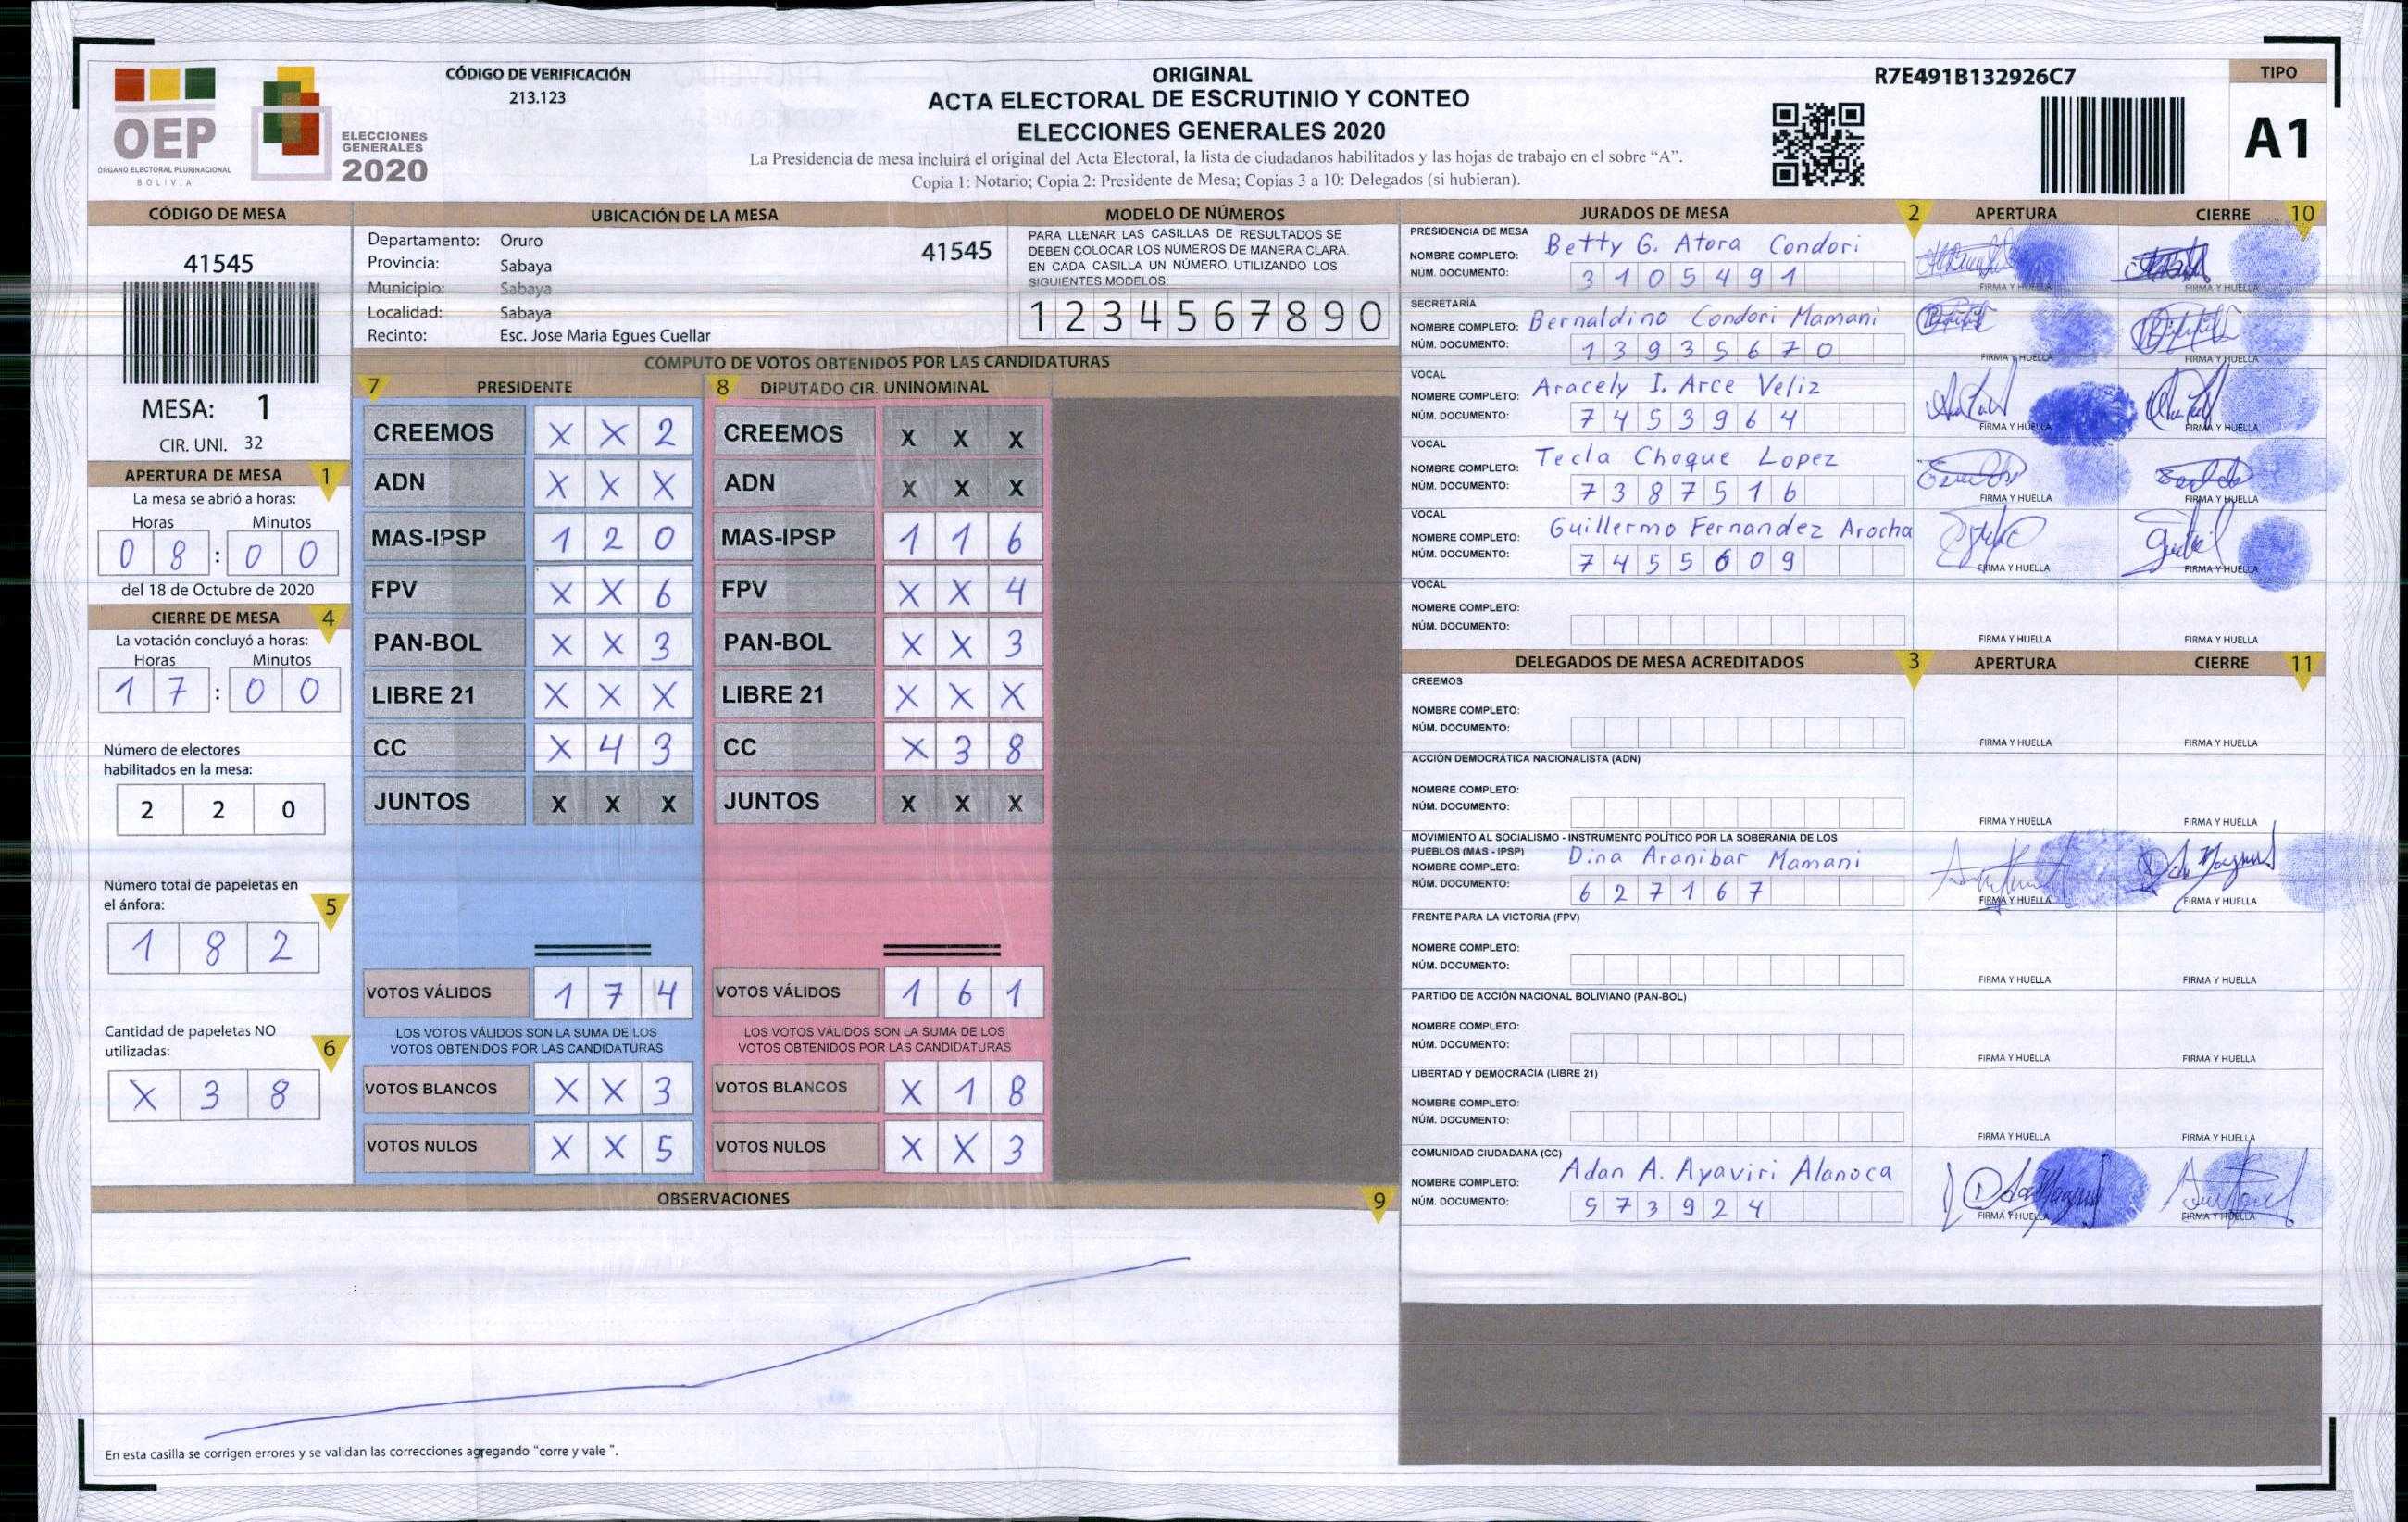 OEP
ÓRGANO ELECTORAL PLURINACIONAL
BOLIVIA
ELECCIONES
GENERALES
2020
CÓDIGO DE VERIFICACIÓN
213.123
ORIGINAL
ACTA ELECTORAL DE ESCRUTINIO Y CONTEO
ELECCIONES GENERALES 2020
La Presidencia de mesa incluirá el original del Acta Electoral, la lista de ciudadanos habilitados y las hojas de trabajo en el sobre “A”.
Copia 1: Notario; Copia 2: Presidente de Mesa; Copias 3 a 10: Delegados (si hubieran).
R7E491B132926C7
TIPO
A1
CÓDIGO DE MESA
41545
MESA: 1
CIR. UNI. 32
APERTURA DE MESA 1
La mesa se abrió a horas:
Horas Minutos
0 8 : 0 0
del 18 de Octubre de 2020
CIERRE DE MESA 4
La votación concluyó a horas:
Horas Minutos
1 7 : 0 0
Número de electores
habilitados en la mesa:
2 2 0
Número total de papeletas en
el ánfora: 5
1 8 2
Cantidad de papeletas NO
utilizadas: 6
X 3 8
UBICACIÓN DE LA MESA
Departamento: Oruro 41545
Provincia: Sabaya
Municipio: Sabaya
Localidad: Sabaya
Recinto: Esc. Jose Maria Egues Cuellar
MODELO DE NÚMEROS
PARA LLENAR LAS CASILLAS DE RESULTADOS SE
DEBEN COLOCAR LOS NÚMEROS DE MANERA CLARA.
EN CADA CASILLA UN NÚMERO, UTILIZANDO LOS
SIGUIENTES MODELOS:
1 2 3 4 5 6 7 8 9 0
CÓMPUTO DE VOTOS OBTENIDOS POR LAS CANDIDATURAS
7 PRESIDENTE
CREEMOS X X 2
ADN X X X
MAS-IPSP 1 2 0
FPV X X 6
PAN-BOL X X 3
LIBRE 21 X X X
CC X 4 3
JUNTOS X X X
VOTOS VÁLIDOS 1 7 4
LOS VOTOS VÁLIDOS SON LA SUMA DE LOS
VOTOS OBTENIDOS POR LAS CANDIDATURAS
VOTOS BLANCOS X X 3
VOTOS NULOS X X 5
8 DIPUTADO CIR. UNINOMINAL
CREEMOS X X X
ADN X X X
MAS-IPSP 1 1 6
FPV X X 4
PAN-BOL X X 3
LIBRE 21 X X X
CC X 3 8
JUNTOS X X X
VOTOS VÁLIDOS 1 6 1
LOS VOTOS VÁLIDOS SON LA SUMA DE LOS
VOTOS OBTENIDOS POR LAS CANDIDATURAS
VOTOS BLANCOS X 1 8
VOTOS NULOS X X 3
OBSERVACIONES 9
En esta casilla se corrigen errores y se validan las correcciones agregando “corre y vale ”.
JURADOS DE MESA 2 APERTURA CIERRE 10
PRESIDENCIA DE MESA
NOMBRE COMPLETO: Betty G. Atora Condori
NÚM. DOCUMENTO: 3 1 0 5 4 9 1
FIRMA Y HUELLA FIRMA Y HUELLA
SECRETARÍA
NOMBRE COMPLETO: Bernaldino Condori Mamani
NÚM. DOCUMENTO: 1 3 9 3 5 6 7 0
FIRMA Y HUELLA FIRMA Y HUELLA
VOCAL
NOMBRE COMPLETO: Aracely I. Arce Veliz
NÚM. DOCUMENTO: 7 4 5 3 9 6 4
FIRMA Y HUELLA FIRMA Y HUELLA
VOCAL
NOMBRE COMPLETO: Tecla Choque Lopez
NÚM. DOCUMENTO: 7 3 8 7 5 1 6
FIRMA Y HUELLA FIRMA Y HUELLA
VOCAL
NOMBRE COMPLETO: Guillermo Fernandez Arocha
NÚM. DOCUMENTO: 7 4 5 5 6 0 9
FIRMA Y HUELLA FIRMA Y HUELLA
VOCAL
NOMBRE COMPLETO:
NÚM. DOCUMENTO:
FIRMA Y HUELLA FIRMA Y HUELLA
DELEGADOS DE MESA ACREDITADOS 3 APERTURA CIERRE 11
CREEMOS
NOMBRE COMPLETO:
NÚM. DOCUMENTO:
FIRMA Y HUELLA FIRMA Y HUELLA
ACCIÓN DEMOCRÁTICA NACIONALISTA (ADN)
NOMBRE COMPLETO:
NÚM. DOCUMENTO:
FIRMA Y HUELLA FIRMA Y HUELLA
MOVIMIENTO AL SOCIALISMO - INSTRUMENTO POLÍTICO POR LA SOBERANIA DE LOS
PUEBLOS (MAS - IPSP)
NOMBRE COMPLETO: Dina Aranibar Mamani
NÚM. DOCUMENTO: 6 2 7 1 6 7
FIRMA Y HUELLA FIRMA Y HUELLA
FRENTE PARA LA VICTORIA (FPV)
NOMBRE COMPLETO:
NÚM. DOCUMENTO:
FIRMA Y HUELLA FIRMA Y HUELLA
PARTIDO DE ACCIÓN NACIONAL BOLIVIANO (PAN-BOL)
NOMBRE COMPLETO:
NÚM. DOCUMENTO:
FIRMA Y HUELLA FIRMA Y HUELLA
LIBERTAD Y DEMOCRACIA (LIBRE 21)
NOMBRE COMPLETO:
NÚM. DOCUMENTO:
FIRMA Y HUELLA FIRMA Y HUELLA
COMUNIDAD CIUDADANA (CC)
NOMBRE COMPLETO: Adan A. Ayaviri Alanoca
NÚM. DOCUMENTO: 5 7 3 9 2 4
FIRMA Y HUELLA FIRMA Y HUELLA